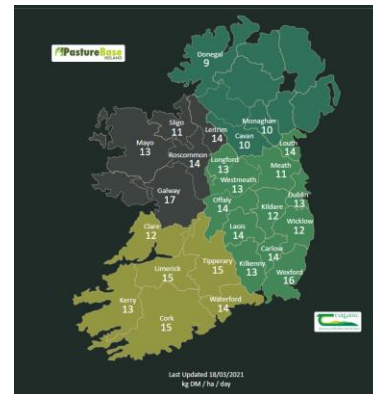 PastureBase
IRELAND
Donegal
9
Monaghan
10
Cavan
10
Sligo
11
Leitrim
14
Mayo
13
Roscommon
14
Galway
17
Louth
14
Longford
13
Meath
11
Westmeath
13
Dublin
13
Offaly
14
Kildare
12
Wicklow
12
Laois
14
Carlow
14
Kilkenny
13
Wexford
16
Clare
12
Tipperary
15
Limerick
15
Kerry
13
Waterford
14
Cork
15
Last Updated 18/03/2021
kg DM / ha / day